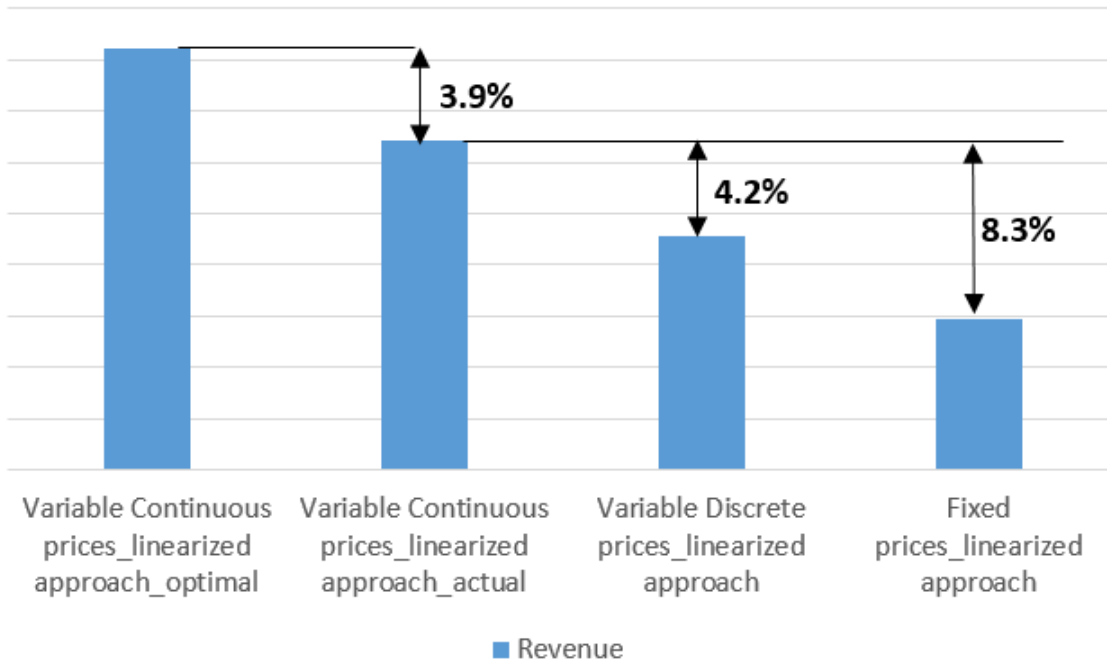 3.9%
4.2%
8.3%
Variable Continuous
prices_linearized
approach_optimal
Variable Continuous
prices_linearized
approach_actual
Variable Discrete
prices_linearized
approach
Fixed
prices_linearized
approach
Revenue